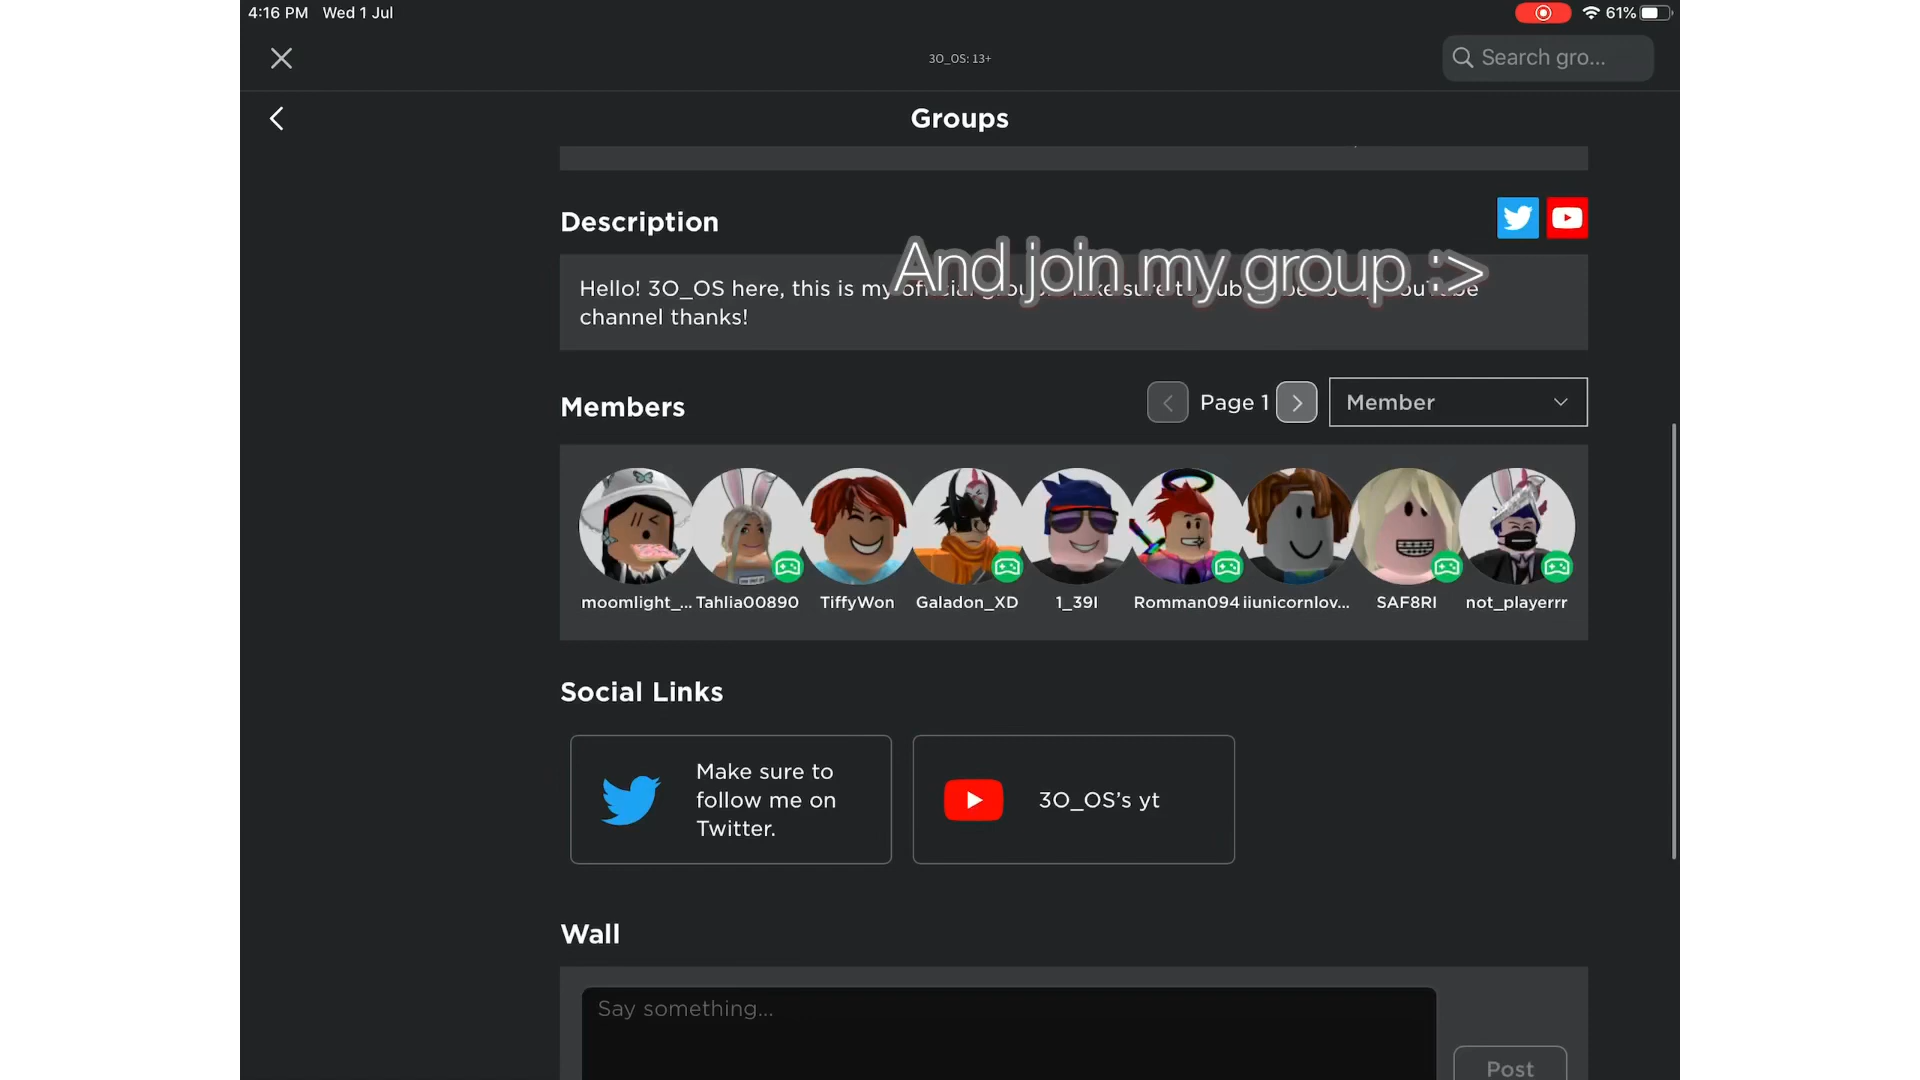 4:16 PM Wed 1 Jul
61%
3O_OS: 13+
Search gro...
Groups
Description
And join my group :>
Hello! 3O_OS here, this is my
channel thanks!
Members
Page 1
Member
moomlight_... Tahlia00890 TiffyWon Galadon_XD 1_39I Romman094 iiunicornlov... SAF8RI not_playerrr
Social Links
Make sure to
follow me on
Twitter.
3O_OS’s yt
Wall
Say something...
Post